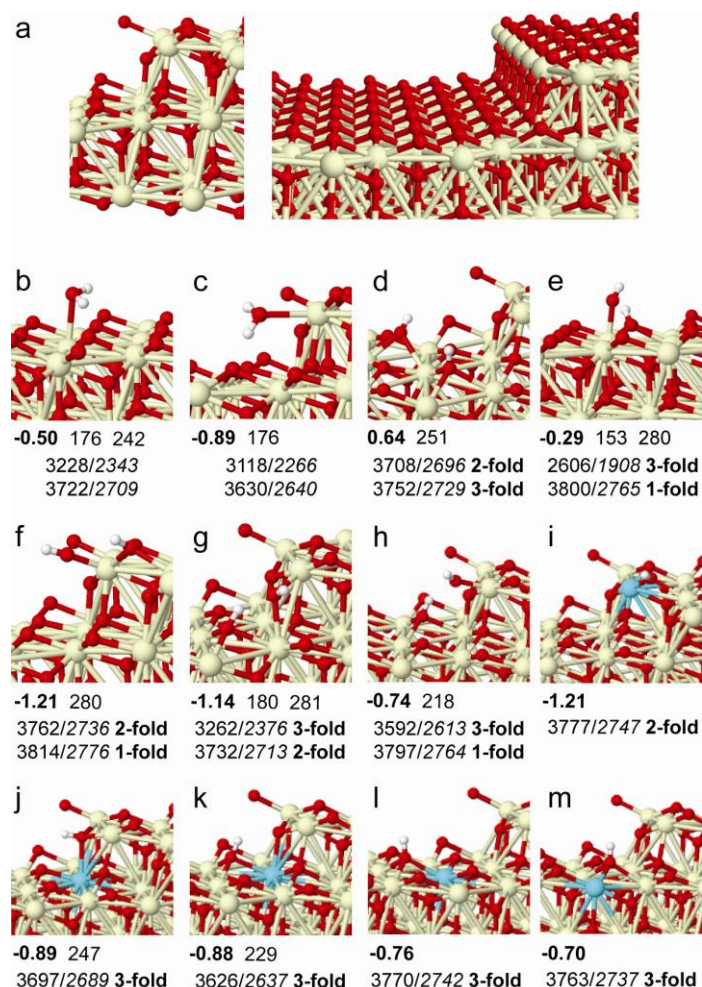 a
b c d e
-0.50 176 242 -0.89 176 0.64 251 -0.29 153 280
3228/2343 3118/2266 3708/2696 2-fold 2606/1908 3-fold
3722/2709 3630/2640 3752/2729 3-fold 3800/2765 1-fold
f g h i
-1.21 280 -1.14 180 281 -0.74 218 -1.21
3762/2736 2-fold 3262/2376 3-fold 3592/2613 3-fold 3777/2747 2-fold
3814/2776 1-fold 3732/2713 2-fold 3797/2764 1-fold
j k l m
-0.89 247 -0.88 229 -0.76 -0.70
3697/2689 3-fold 3626/2637 3-fold 3770/2742 3-fold 3763/2737 3-fold